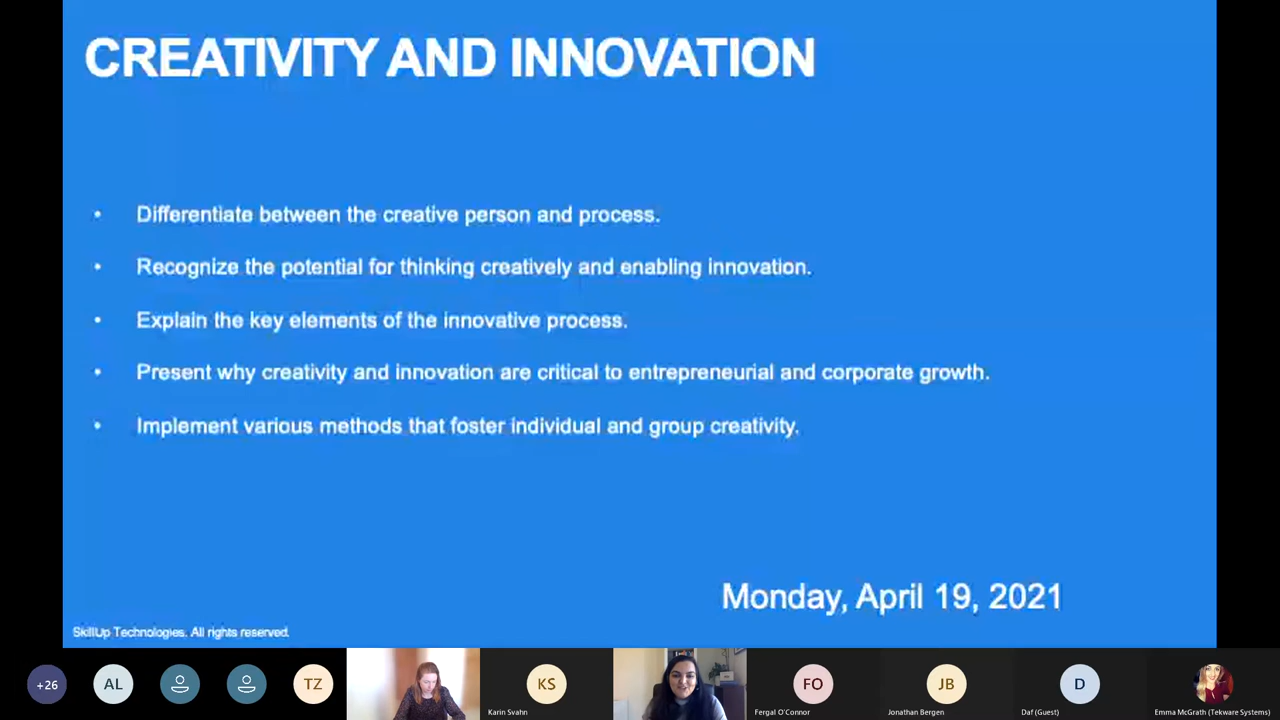 CREATIVITY AND INNOVATION
• Differentiate between the creative person and process.
• Recognize the potential for thinking creatively and enabling innovation.
• Explain the key elements of the innovative process.
• Present why creativity and innovation are critical to entrepreneurial and corporate growth.
• Implement various methods that foster individual and group creativity.
Monday, April 19, 2021
SkillUp Technologies. All rights reserved.
+26
AL
TZ
KS
FO
JB
D
Karin Svahn
Fergal O'Connor
Jonathan Bergen
Daf (Guest)
Emma McGrath (Tekware Systems)